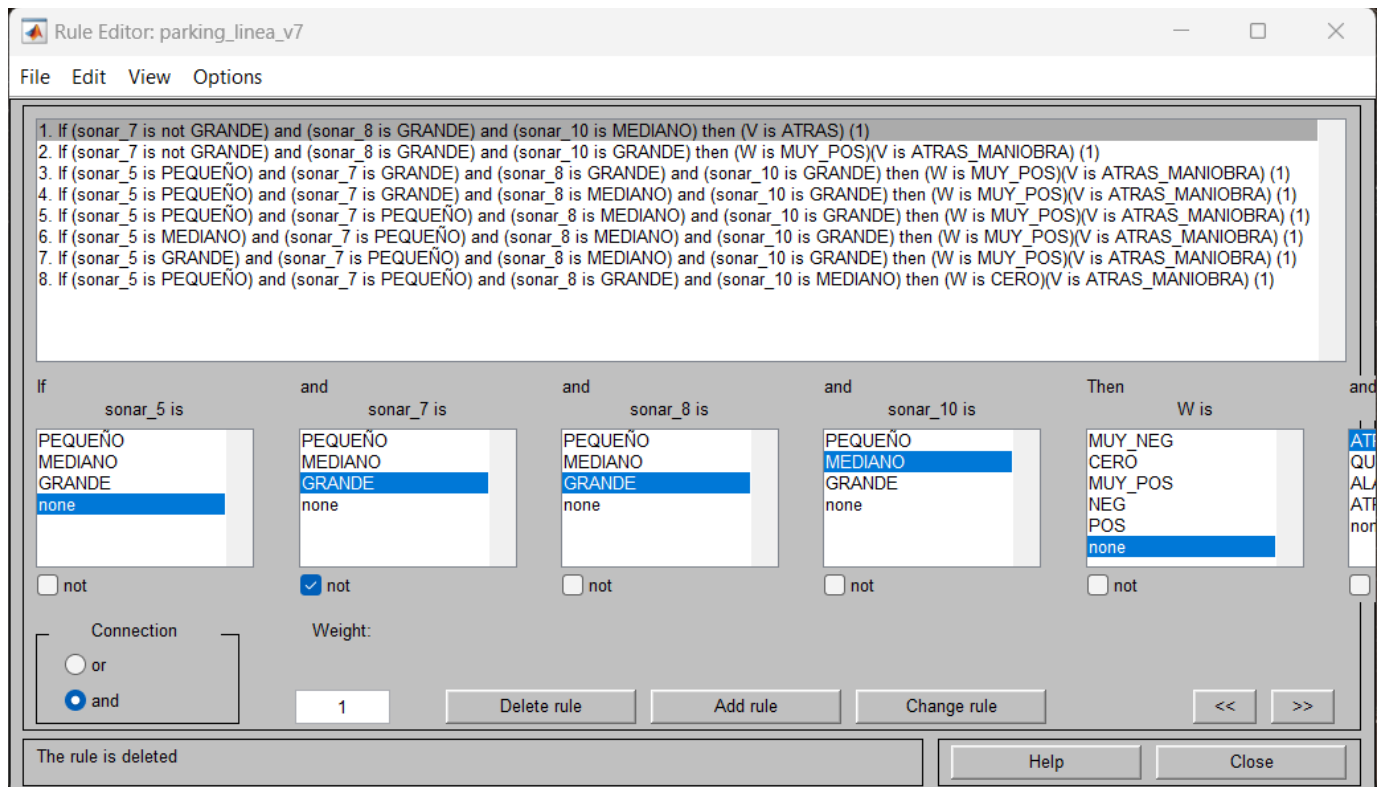 Rule Editor: parking_linea_v7
File Edit View Options
1. If (sonar_7 is not GRANDE) and (sonar_8 is GRANDE) and (sonar_10 is MEDIANO) then (V is ATRAS) (1)
2. If (sonar_7 is not GRANDE) and (sonar_8 is GRANDE) and (sonar_10 is GRANDE) then (W is MUY_POS)(V is ATRAS_MANIOBRA) (1)
3. If (sonar_5 is PEQUEÑO) and (sonar_7 is GRANDE) and (sonar_8 is GRANDE) and (sonar_10 is GRANDE) then (W is MUY_POS)(V is ATRAS_MANIOBRA) (1)
4. If (sonar_5 is PEQUEÑO) and (sonar_7 is GRANDE) and (sonar_8 is MEDIANO) and (sonar_10 is GRANDE) then (W is MUY_POS)(V is ATRAS_MANIOBRA) (1)
5. If (sonar_5 is PEQUEÑO) and (sonar_7 is PEQUEÑO) and (sonar_8 is MEDIANO) and (sonar_10 is GRANDE) then (W is MUY_POS)(V is ATRAS_MANIOBRA) (1)
6. If (sonar_5 is MEDIANO) and (sonar_7 is PEQUEÑO) and (sonar_8 is MEDIANO) and (sonar_10 is GRANDE) then (W is MUY_POS)(V is ATRAS_MANIOBRA) (1)
7. If (sonar_5 is GRANDE) and (sonar_7 is PEQUEÑO) and (sonar_8 is MEDIANO) and (sonar_10 is GRANDE) then (W is MUY_POS)(V is ATRAS_MANIOBRA) (1)
8. If (sonar_5 is PEQUEÑO) and (sonar_7 is PEQUEÑO) and (sonar_8 is GRANDE) and (sonar_10 is MEDIANO) then (W is CERO)(V is ATRAS_MANIOBRA) (1)
If and and and Then and
sonar_5 is sonar_7 is sonar_8 is sonar_10 is W is
PEQUEÑO PEQUEÑO PEQUEÑO PEQUEÑO MUY_NEG
MEDIANO MEDIANO MEDIANO MEDIANO CERO
GRANDE GRANDE GRANDE GRANDE MUY_POS
none none none none NEG
POS
none
not not not not not
Connection Weight:
or
and 1 Delete rule Add rule Change rule << >>
The rule is deleted Help Close